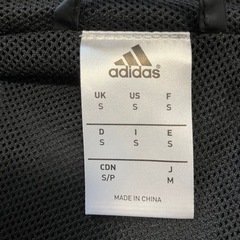 adidas
UK US F
S S S
D I E
S S S
CDN J
S/P M
MADE IN CHINA